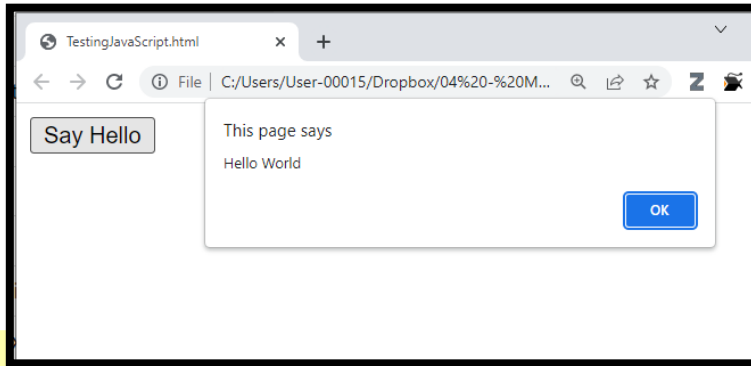 TestingJavaScript.html
File | C:/Users/User-00015/Dropbox/04%20-%20M...
Say Hello
This page says
Hello World
OK